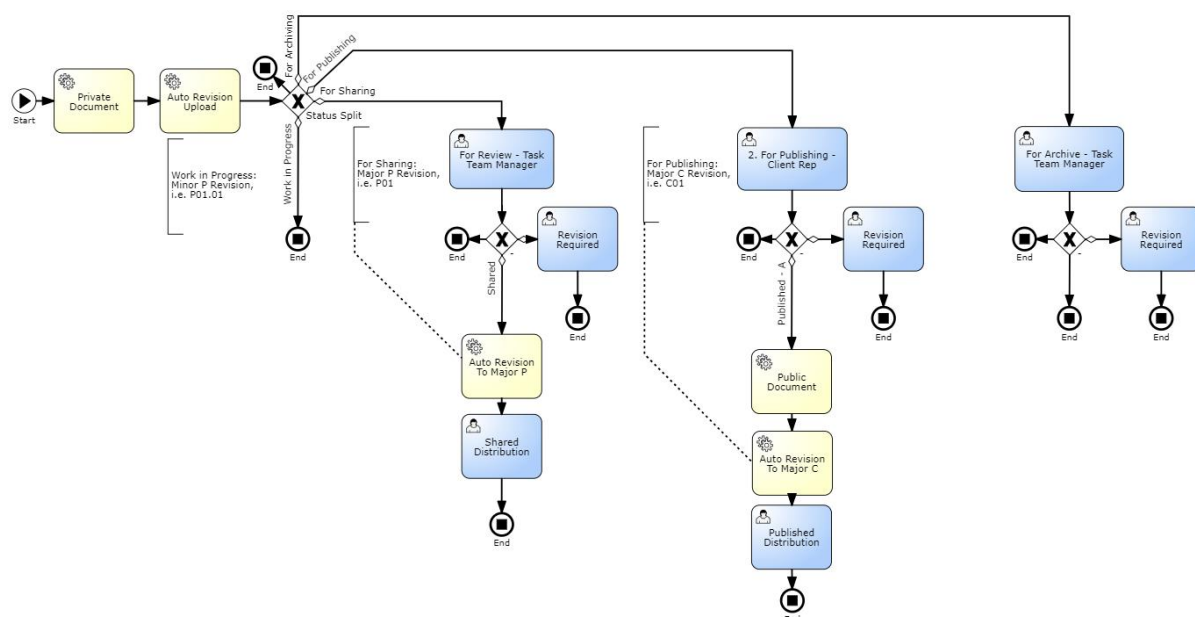 For Archiving
For Publishing
End
For Sharing
Start
Private
Document
Auto Revision
Upload
Status Split
Work in Progress
Work in Progress:
Minor P Revision,
i.e. P01.01
End
For Sharing:
Major P Revision,
i.e. P01
For Review - Task
Team Manager
End
-
Revision
Required
End
Shared
Auto Revision
To Major P
Shared
Distribution
End
For Publishing:
Major C Revision,
i.e. C01
2. For Publishing -
Client Rep
End
-
Revision
Required
End
Published - A
Public
Document
Auto Revision
To Major C
Published
Distribution
For Archive - Task
Team Manager
End
-
Revision
Required
End
End